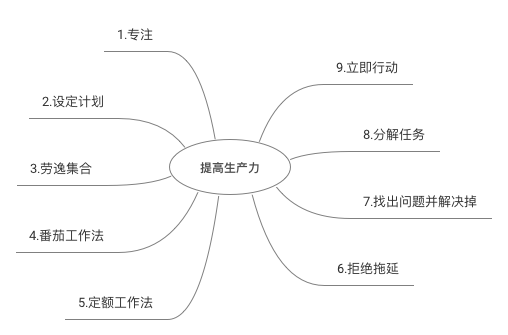 提高生产力
1.专注
2.设定计划
3.劳逸集合
4.番茄工作法
5.定额工作法
6.拒绝拖延
7.找出问题并解决掉
8.分解任务
9.立即行动